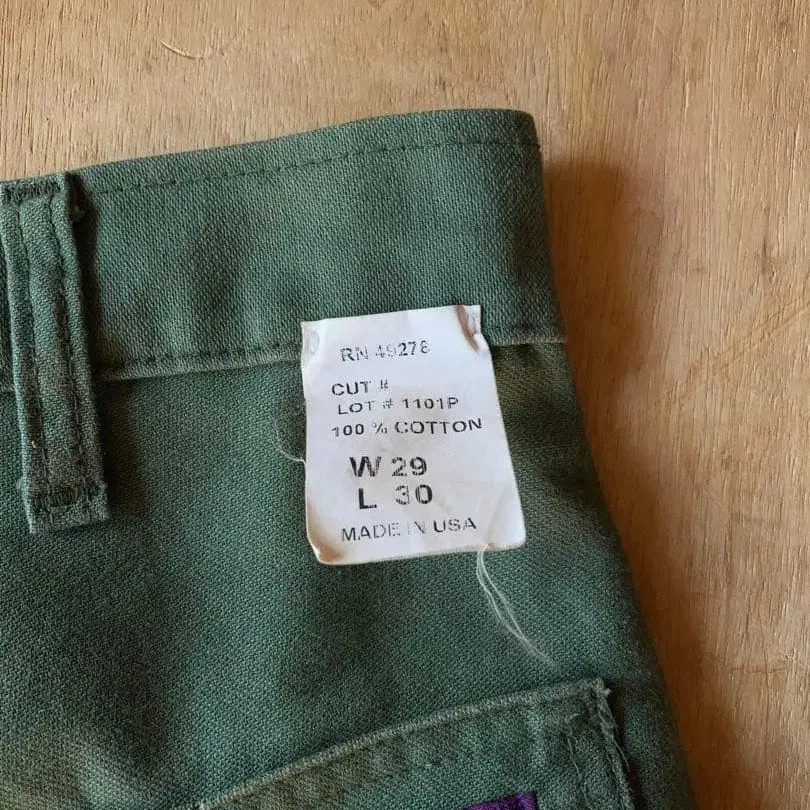 RN 49278
CUT #
LOT # 1101P
100 % COTTON
W 29
L 30
MADE IN USA